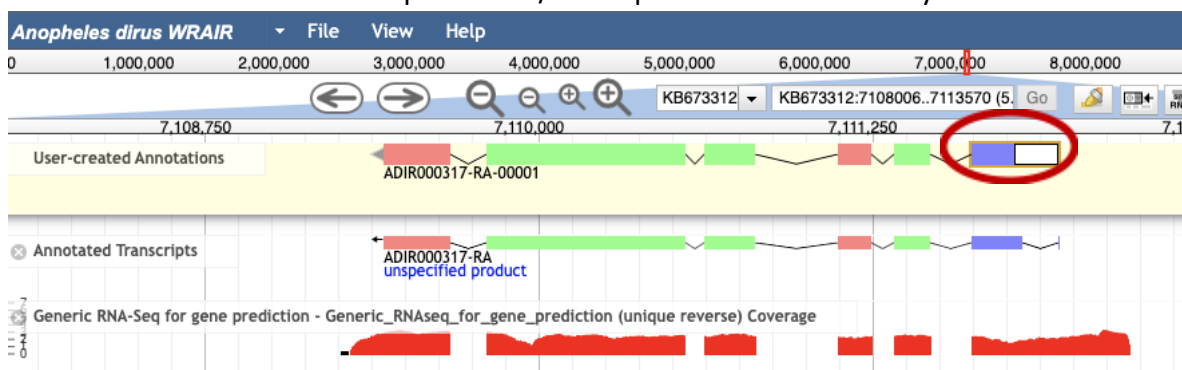 Anopheles dirus WRAIR File View Help
0 1,000,000 2,000,000 3,000,000 4,000,000 5,000,000 6,000,000 7,000,000 8,000,000
KB673312 KB673312:7108006..7113570 (5. Go
7,108,750 7,110,000 7,111,250
User-created Annotations
ADIR000317-RA-00001
Annotated Transcripts
ADIR000317-RA
unspecified product
Generic RNA-Seq for gene prediction - Generic_RNAseq_for_gene_prediction (unique reverse) Coverage